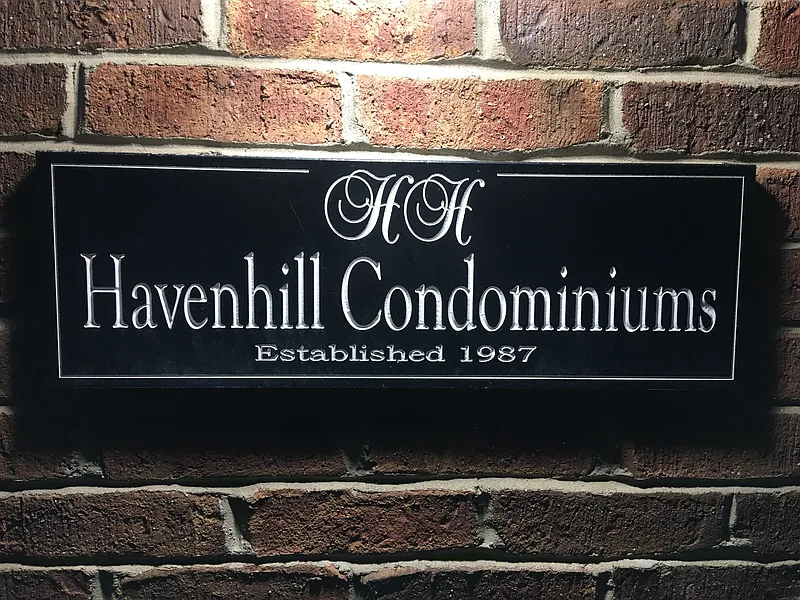 HH
Havenhill Condominiums
Established 1987